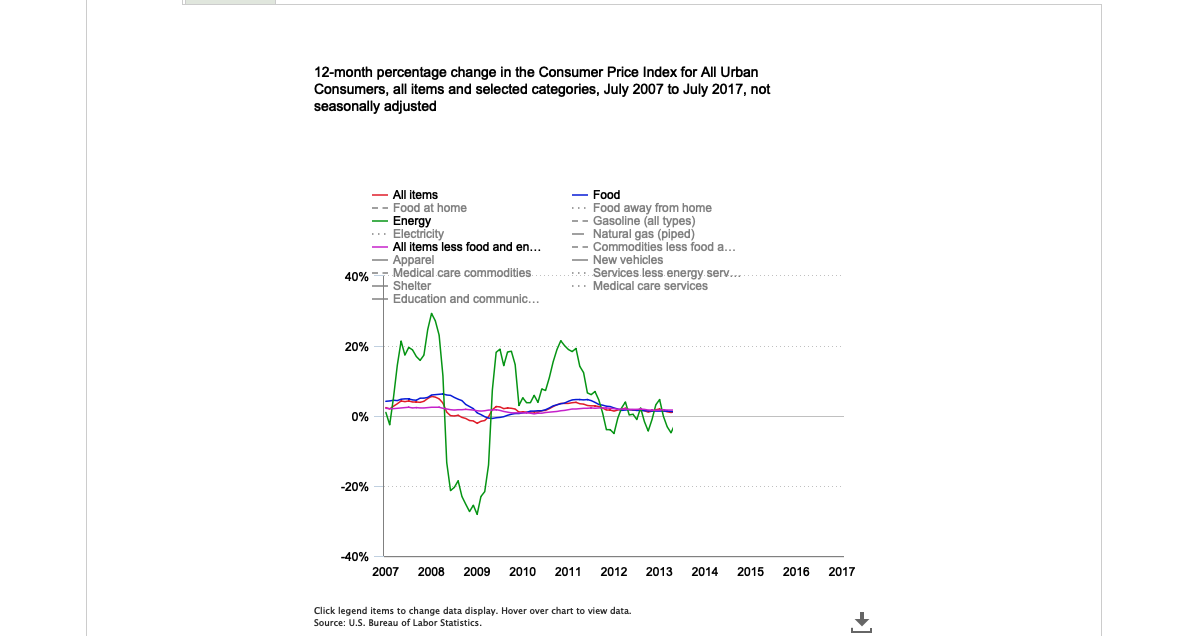 12-month percentage change in the Consumer Price Index for All Urban
Consumers, all items and selected categories, July 2007 to July 2017, not
seasonally adjusted
All items
Food
Food at home
Food away from home
Energy
Gasoline (all types)
Electricity
Natural gas (piped)
All items less food and en...
Commodities less food a...
Apparel
New vehicles
Medical care commodities
Services less energy serv...
Shelter
Medical care services
Education and communic...
40%
20%
0%
-20%
-40%
2007 2008 2009 2010 2011 2012 2013 2014 2015 2016 2017
Click legend items to change data display. Hover over chart to view data.
Source: U.S. Bureau of Labor Statistics.